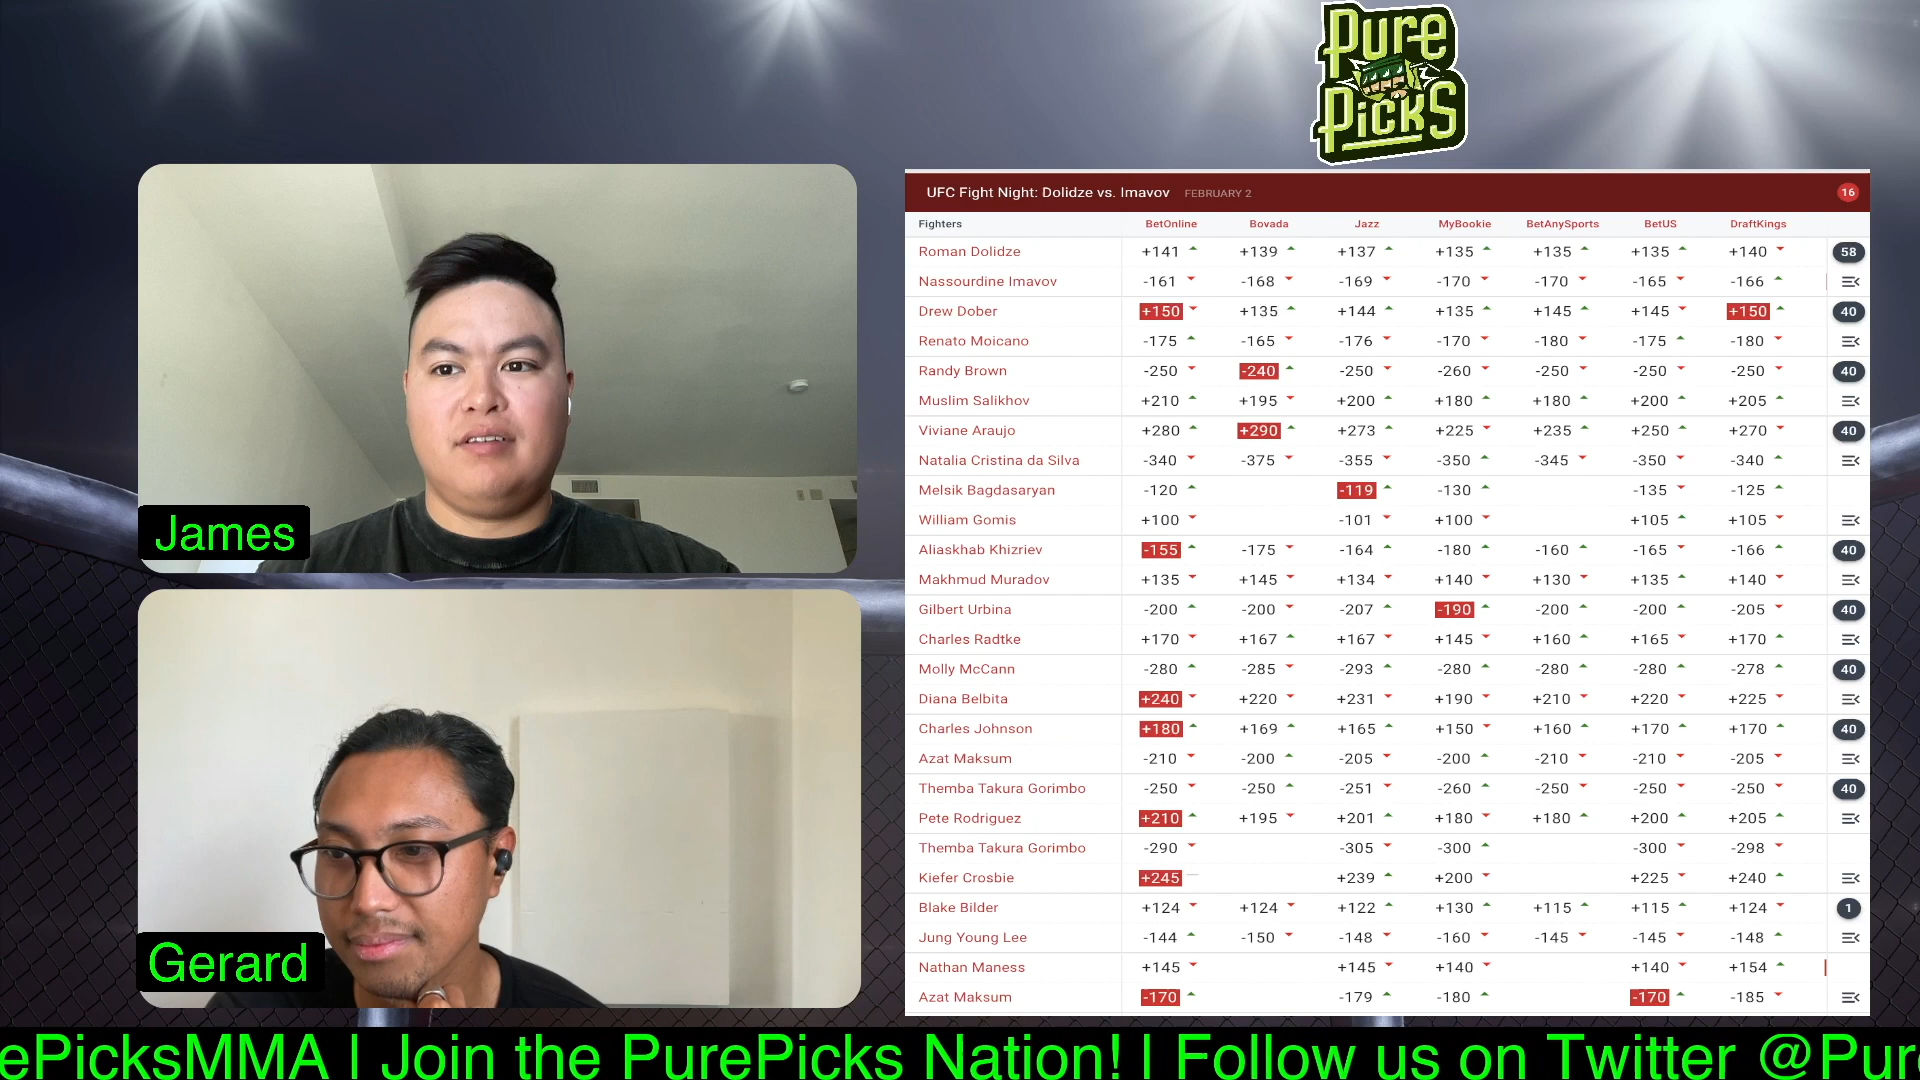 Pure
Picks
James
Gerard
UFC Fight Night: Dolidze vs. Imavov FEBRUARY 2 16
Fighters BetOnline Bovada Jazz MyBookie BetAnySports BetUS DraftKings
Roman Dolidze +141 +139 +137 +135 +135 +135 +140 58
Nassourdine Imavov -161 -168 -169 -170 -170 -165 -166
Drew Dober +150 +135 +144 +135 +145 +145 +150 40
Renato Moicano -175 -165 -176 -170 -180 -175 -180
Randy Brown -250 -240 -250 -260 -250 -250 -250 40
Muslim Salikhov +210 +195 +200 +180 +180 +200 +205
Viviane Araujo +280 +290 +273 +225 +235 +250 +270 40
Natalia Cristina da Silva -340 -375 -355 -350 -345 -350 -340
Melsik Bagdasaryan -120 -119 -130 -135 -125
William Gomis +100 -101 +100 +105 +105
Aliaskhab Khizriev -155 -175 -164 -180 -160 -165 -166 40
Makhmud Muradov +135 +145 +134 +140 +130 +135 +140
Gilbert Urbina -200 -200 -207 -190 -200 -200 -205 40
Charles Radtke +170 +167 +167 +145 +160 +165 +170
Molly McCann -280 -285 -293 -280 -280 -280 -278 40
Diana Belbita +240 +220 +231 +190 +210 +220 +225
Charles Johnson +180 +169 +165 +150 +160 +170 +170 40
Azat Maksum -210 -200 -205 -200 -210 -210 -205
Themba Takura Gorimbo -250 -250 -251 -260 -250 -250 -250 40
Pete Rodriguez +210 +195 +201 +180 +180 +200 +205
Themba Takura Gorimbo -290 -305 -300 -300 -298
Kiefer Crosbie +245 +239 +200 +225 +240
Blake Bilder +124 +124 +122 +130 +115 +115 +124 1
Jung Young Lee -144 -150 -148 -160 -145 -145 -148
Nathan Maness +145 +145 +140 +140 +154
Azat Maksum -170 -179 -180 -170 -185
ePicksMMA | Join the PurePicks Nation! | Follow us on Twitter @Pur